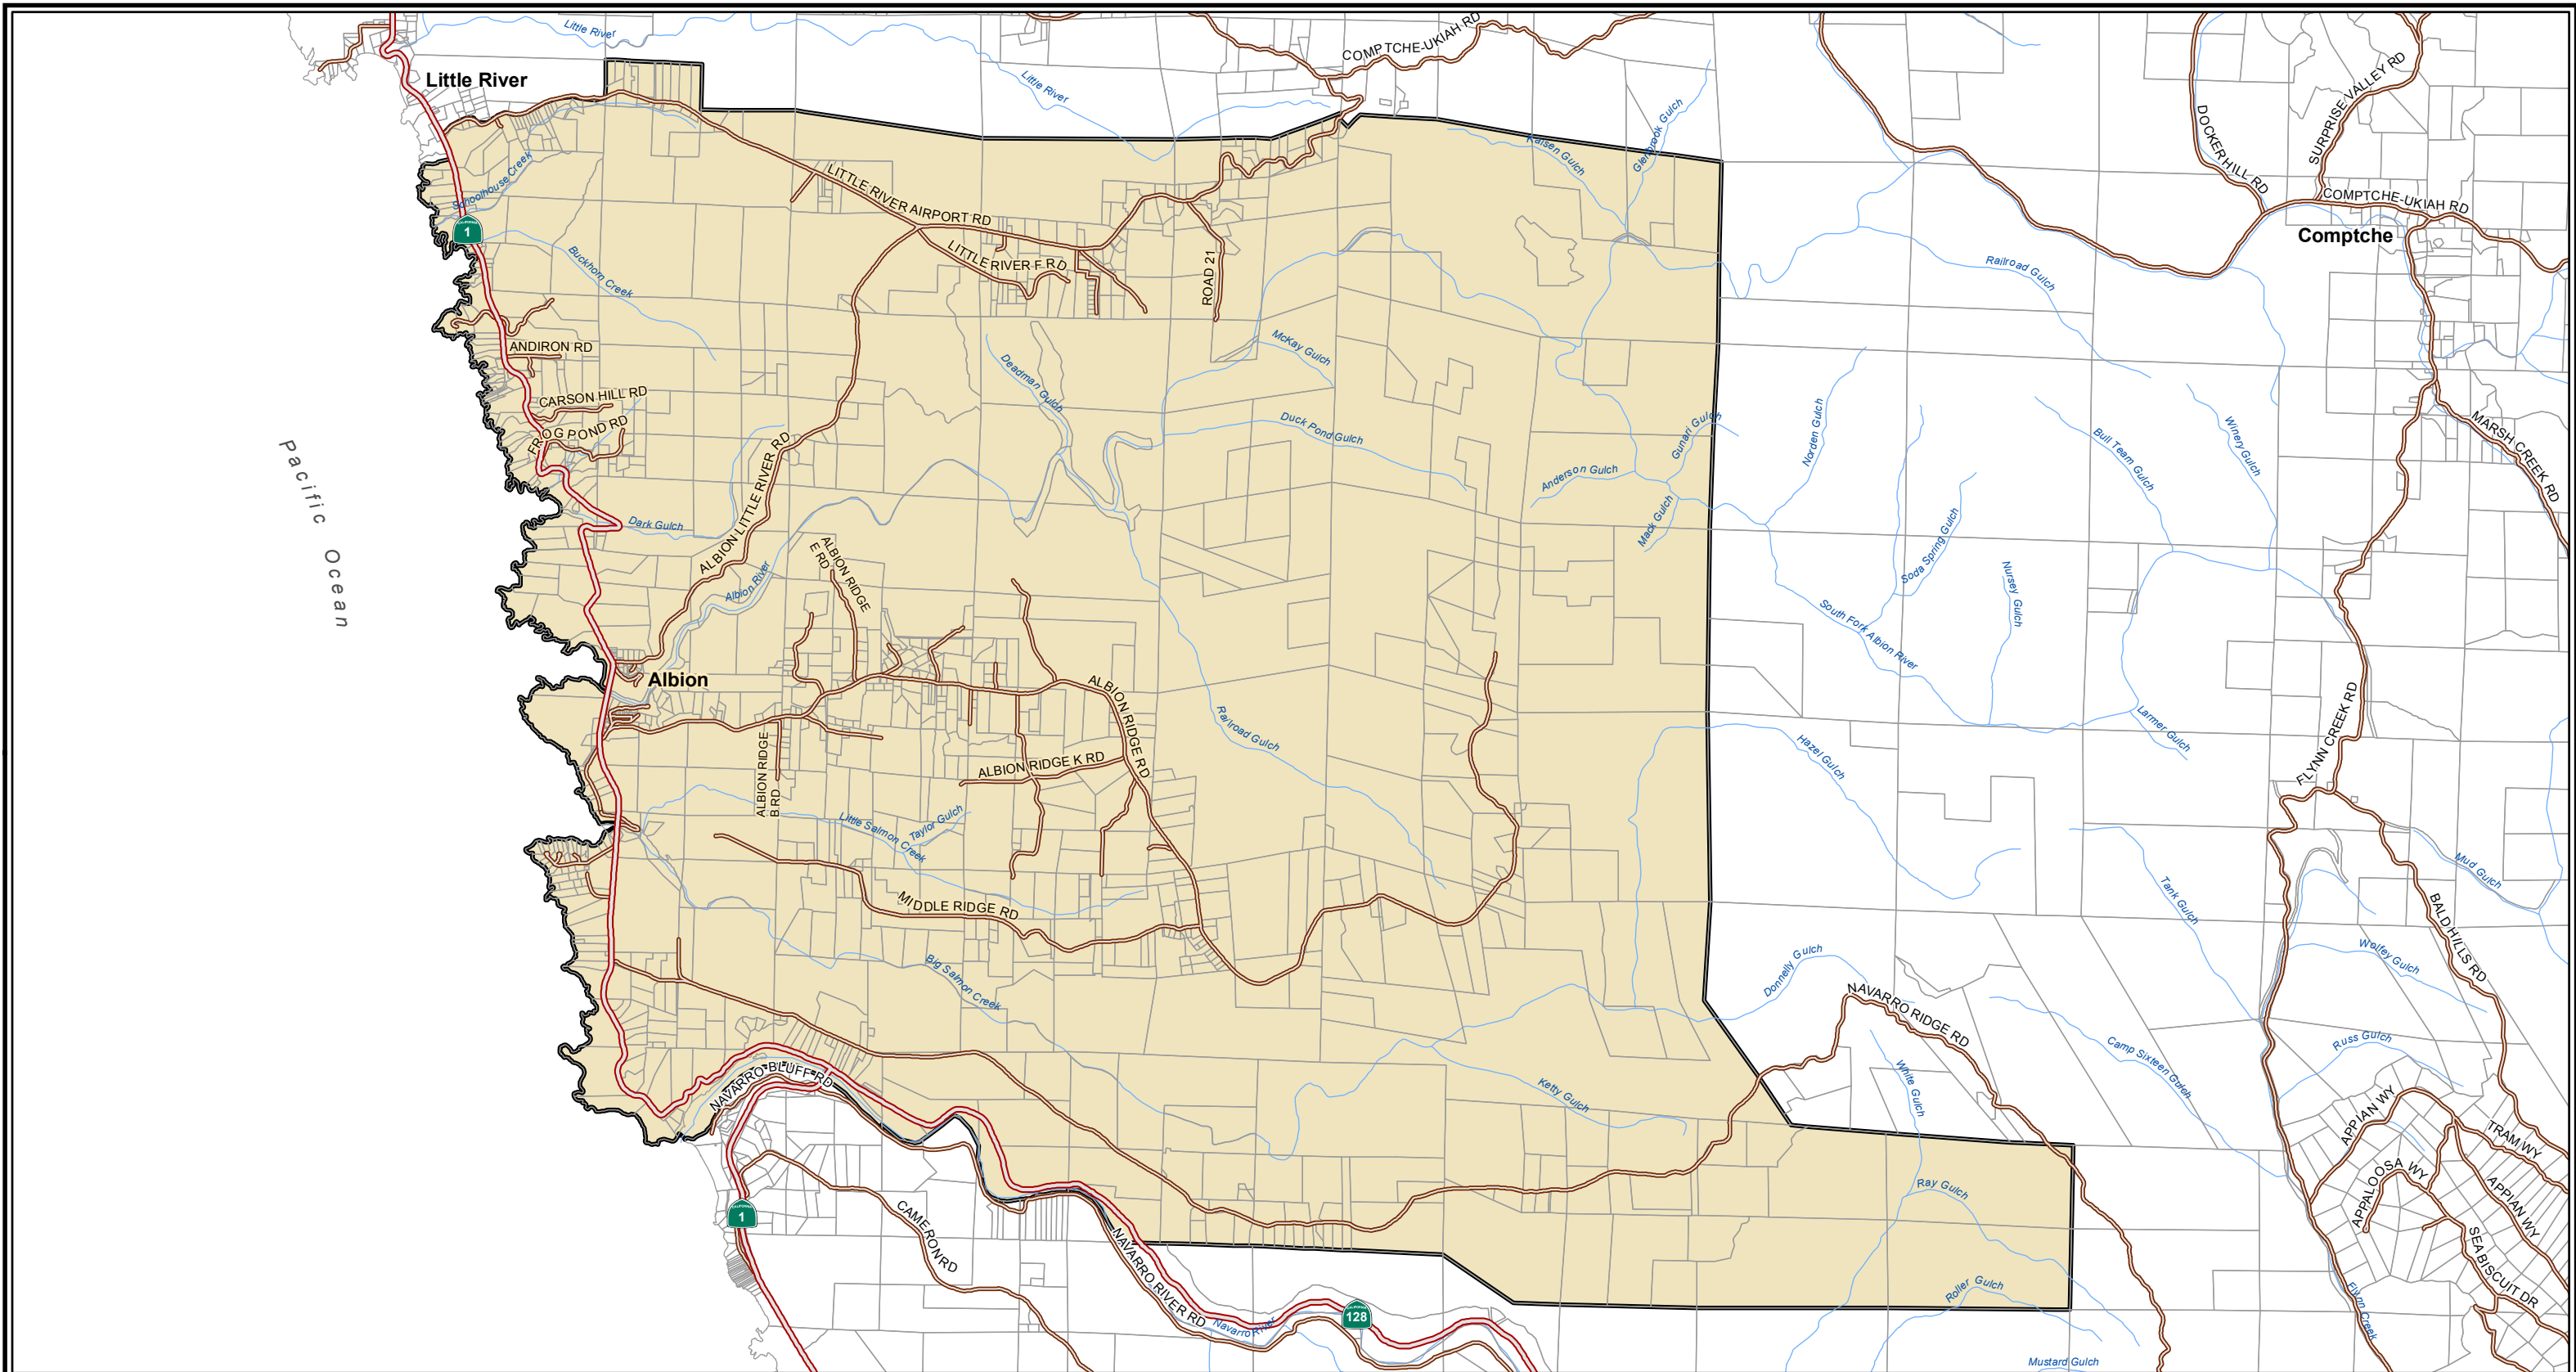 Little River
COMPTCHE-UKIAH RD
Little River
Little River
SURPRISE VALLEY RD
DOCKER HILL RD
Glenbrook Gulch
Kaisen Gulch
Schoolhouse Creek
LITTLE RIVER AIRPORT RD
COMPTCHE-UKIAH RD
1
Comptche
LITTLE RIVER F RD
Buckhorn Creek
ROAD 21
Railroad Gulch
ANDIRON RD
McKay Gulch
Deadman Gulch
CARSON HILL RD
FROG POND RD
Duck Pond Gulch
Gunari Gulch
Norden Gulch
Bull Team Gulch
Winery Gulch
MARSH CREEK RD
Pacific Ocean
Anderson Gulch
ALBION LITTLE RIVER RD
Dark Gulch
Mack Gulch
Soda Spring Gulch
ALBION RIDGE
E RD
Albion River
Nursey Gulch
South Fork Albion River
Albion
ALBION RIDGE RD
Railroad Gulch
Larmer Gulch
FLYNN CREEK RD
Hazel Gulch
ALBION RIDGE
B RD
ALBION RIDGE K RD
Little Salmon Creek
Taylor Gulch
Mud Gulch
Tank Gulch
MIDDLE RIDGE RD
BALD HILLS RD
Wolfey Gulch
Big Salmon Creek
Donnelly Gulch
NAVARRO RIDGE RD
Russ Gulch
Camp Sixteen Gulch
NAVARRO BLUFF RD
Ketty Gulch
White Gulch
APPIAN WY
TRAM WY
APPALOSA WY
Ray Gulch
APPIAN WY
1
CAMERON RD
SEABISCUIT DR
NAVARRO RIVER RD
Roller Gulch
128
Navarro River
Flynn Creek
Mustard Gulch